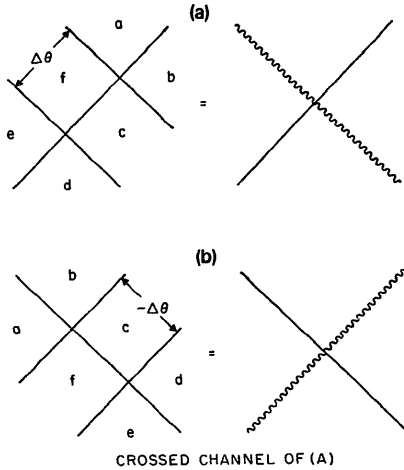 (a)
a
Δθ
f
b
=
e
c
d
(b)
b
-Δθ
a
c
=
f
d
e
CROSSED CHANNEL OF (A)